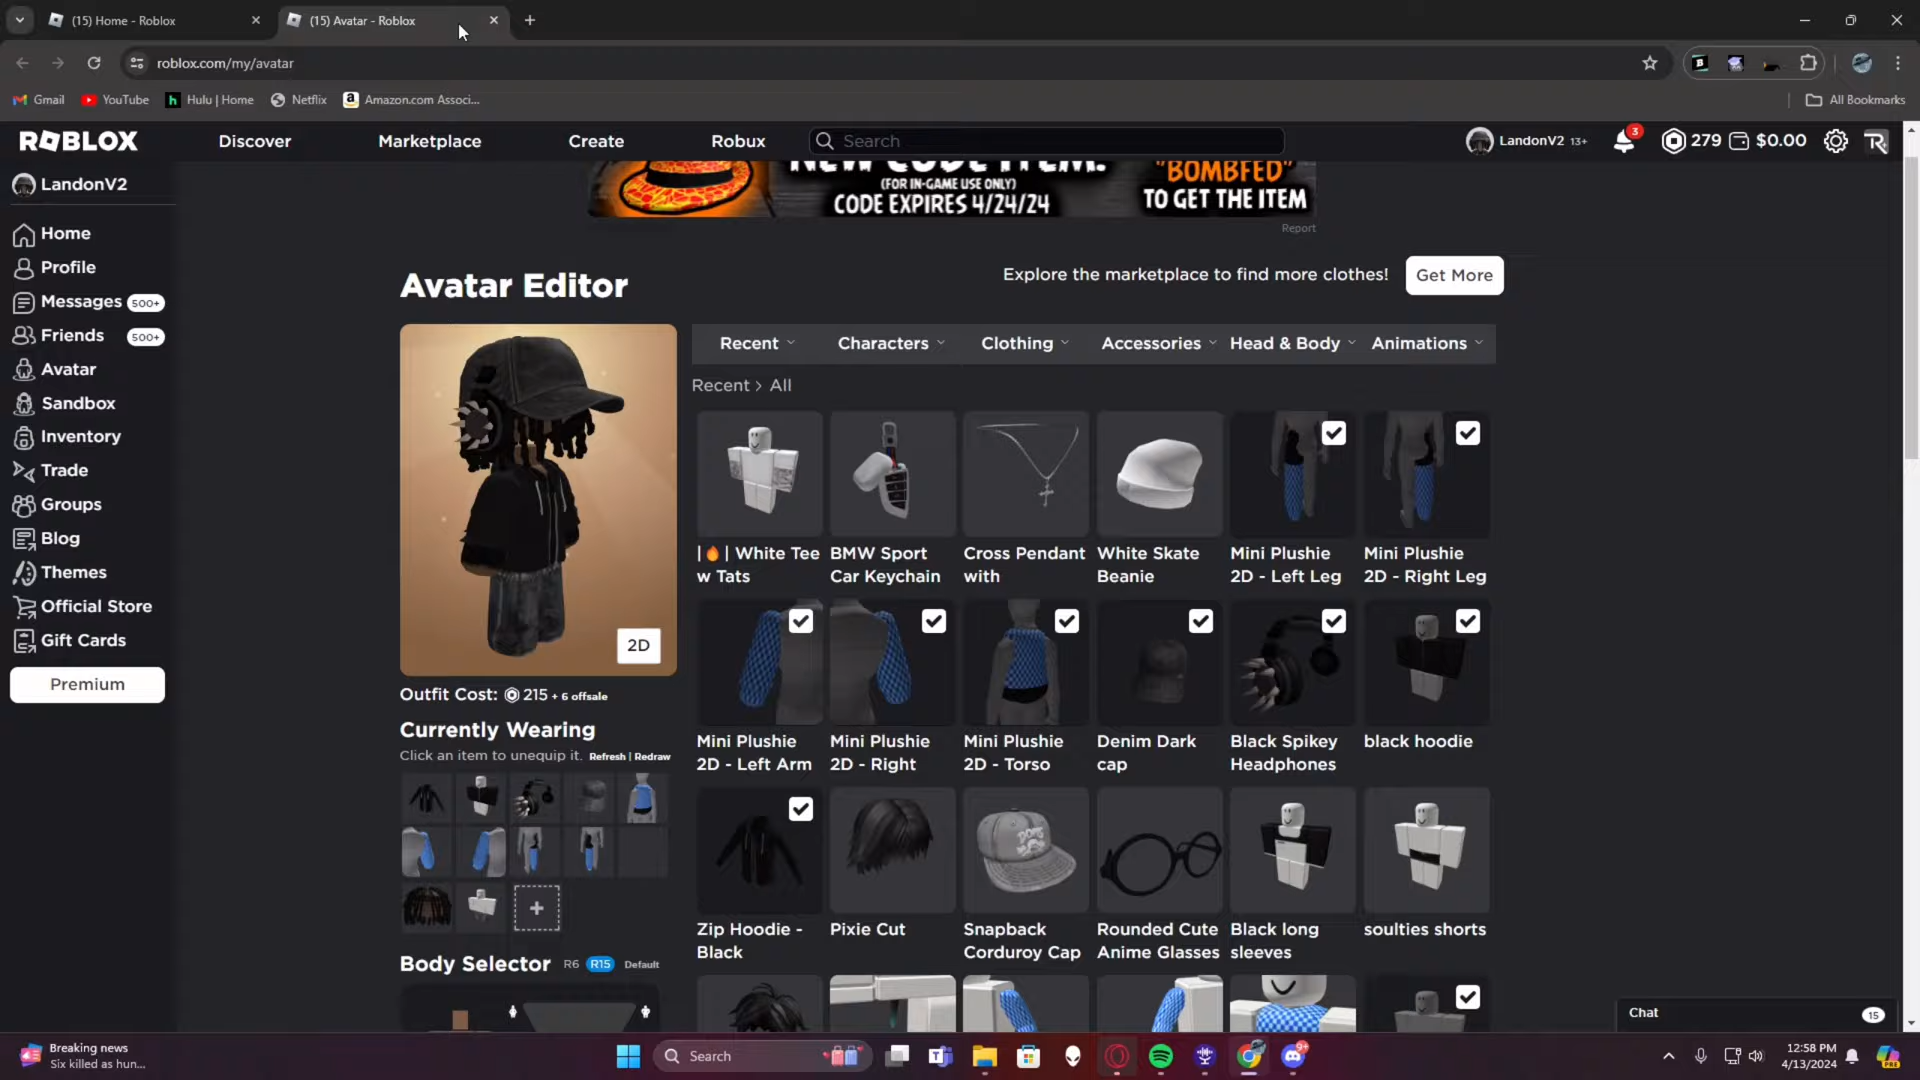 (15) Home - Roblox
(15) Avatar - Roblox
roblox.com/my/avatar
Gmail
YouTube
Hulu | Home
Netflix
Amazon.com Associ...
All Bookmarks
ROBLOX
Discover
Marketplace
Create
Robux
Search
LandonV2 13+
3
279
$0.00
LandonV2
Home
Profile
Messages 500+
Friends 500+
Avatar
Sandbox
Inventory
Trade
Groups
Blog
Themes
Official Store
Gift Cards
Premium
NEW CODE ITEM!
(FOR IN-GAME USE ONLY)
CODE EXPIRES 4/24/24
"BOMBFED"
TO GET THE ITEM
Report
Avatar Editor
Explore the marketplace to find more clothes!
Get More
2D
Outfit Cost: 215 + 6 offsale
Currently Wearing
Click an item to unequip it. Refresh | Redraw
+
Body Selector R6 R15 Default
Recent
Characters
Clothing
Accessories
Head & Body
Animations
Recent > All
|🔥| White Tee
w Tats
BMW Sport
Car Keychain
Cross Pendant
with
White Skate
Beanie
Mini Plushie
2D - Left Leg
Mini Plushie
2D - Right Leg
Mini Plushie
2D - Left Arm
Mini Plushie
2D - Right
Mini Plushie
2D - Torso
Denim Dark
cap
Black Spikey
Headphones
black hoodie
Zip Hoodie -
Black
Pixie Cut
Snapback
Corduroy Cap
Rounded Cute
Anime Glasses
Black long
sleeves
soulties shorts
Chat
15
Breaking news
Six killed as hun...
Search
9+
12:58 PM
4/13/2024